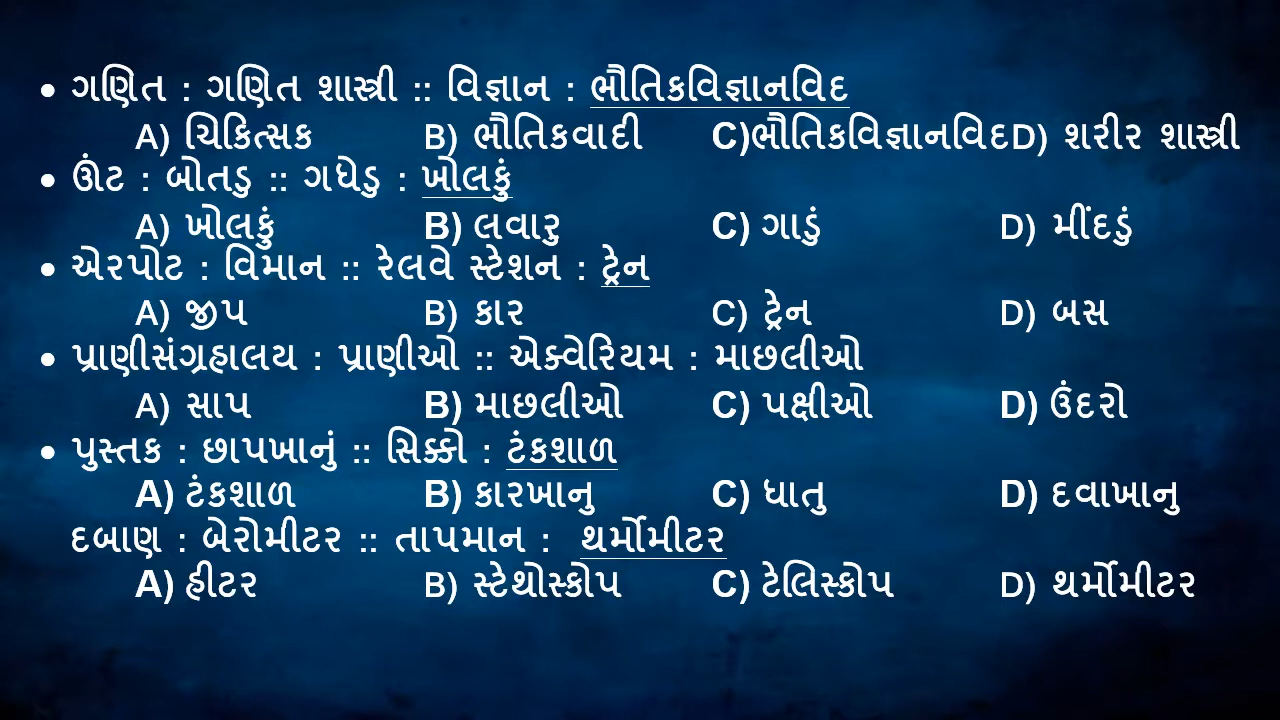 • ગણિત : ગણિત શાસ્ત્રી :: વિજ્ઞાન : ભૌતિકવિજ્ઞાનવિદ
A) ચિકિત્સક B) ભૌતિકવાદી C)ભૌતિકવિજ્ઞાનવિદD) શરીર શાસ્ત્રી
• ઊંટ : બોતડુ :: ગધેડુ : ખોલકું
A) ખોલકું B) લવારુ C) ગાડું D) મીંદડું
• એરપોટ : વિમાન :: રેલવે સ્ટેશન : ટ્રેન
A) જીપ B) કાર C) ટ્રેન D) બસ
• પ્રાણીસંગ્રહાલય : પ્રાણીઓ :: એક્વેરિયમ : માછલીઓ
A) સાપ B) માછલીઓ C) પક્ષીઓ D) ઉંદરો
• પુસ્તક : છાપખાનું :: સિક્કો : ટંકશાળ
A) ટંકશાળ B) કારખાનુ C) ધાતુ D) દવાખાનુ
દબાણ : બેરોમીટર :: તાપમાન : થર્મોમીટર
A) હીટર B) સ્ટેથોસ્કોપ C) ટેલિસ્કોપ D) થર્મોમીટર